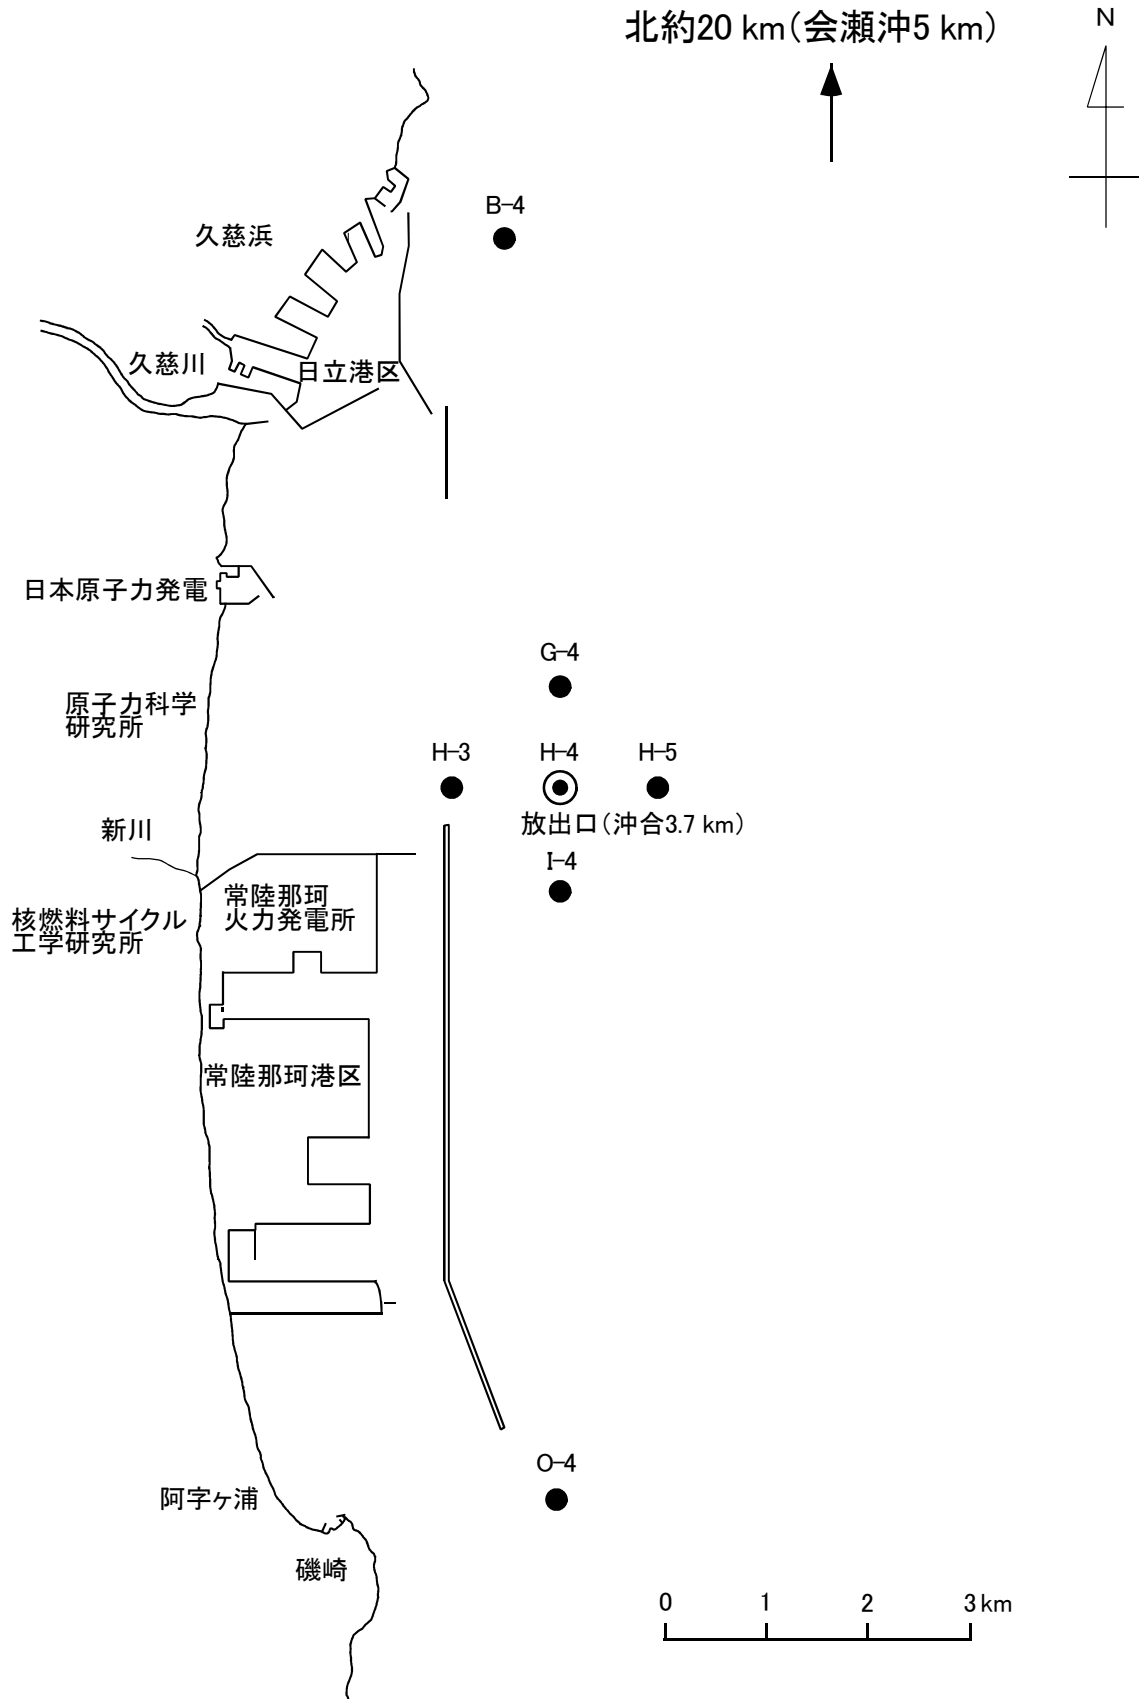 北約20 km（会瀬沖5 km）
N
B-4
久慈浜
久慈川
日立港区
日本原子力発電
G-4
原子力科学
研究所
H-3
H-4
H-5
放出口（沖合3.7 km）
新川
I-4
常陸那珂
火力発電所
核燃料サイクル
工学研究所
常陸那珂港区
O-4
阿字ヶ浦
磯崎
0 1 2 3 km